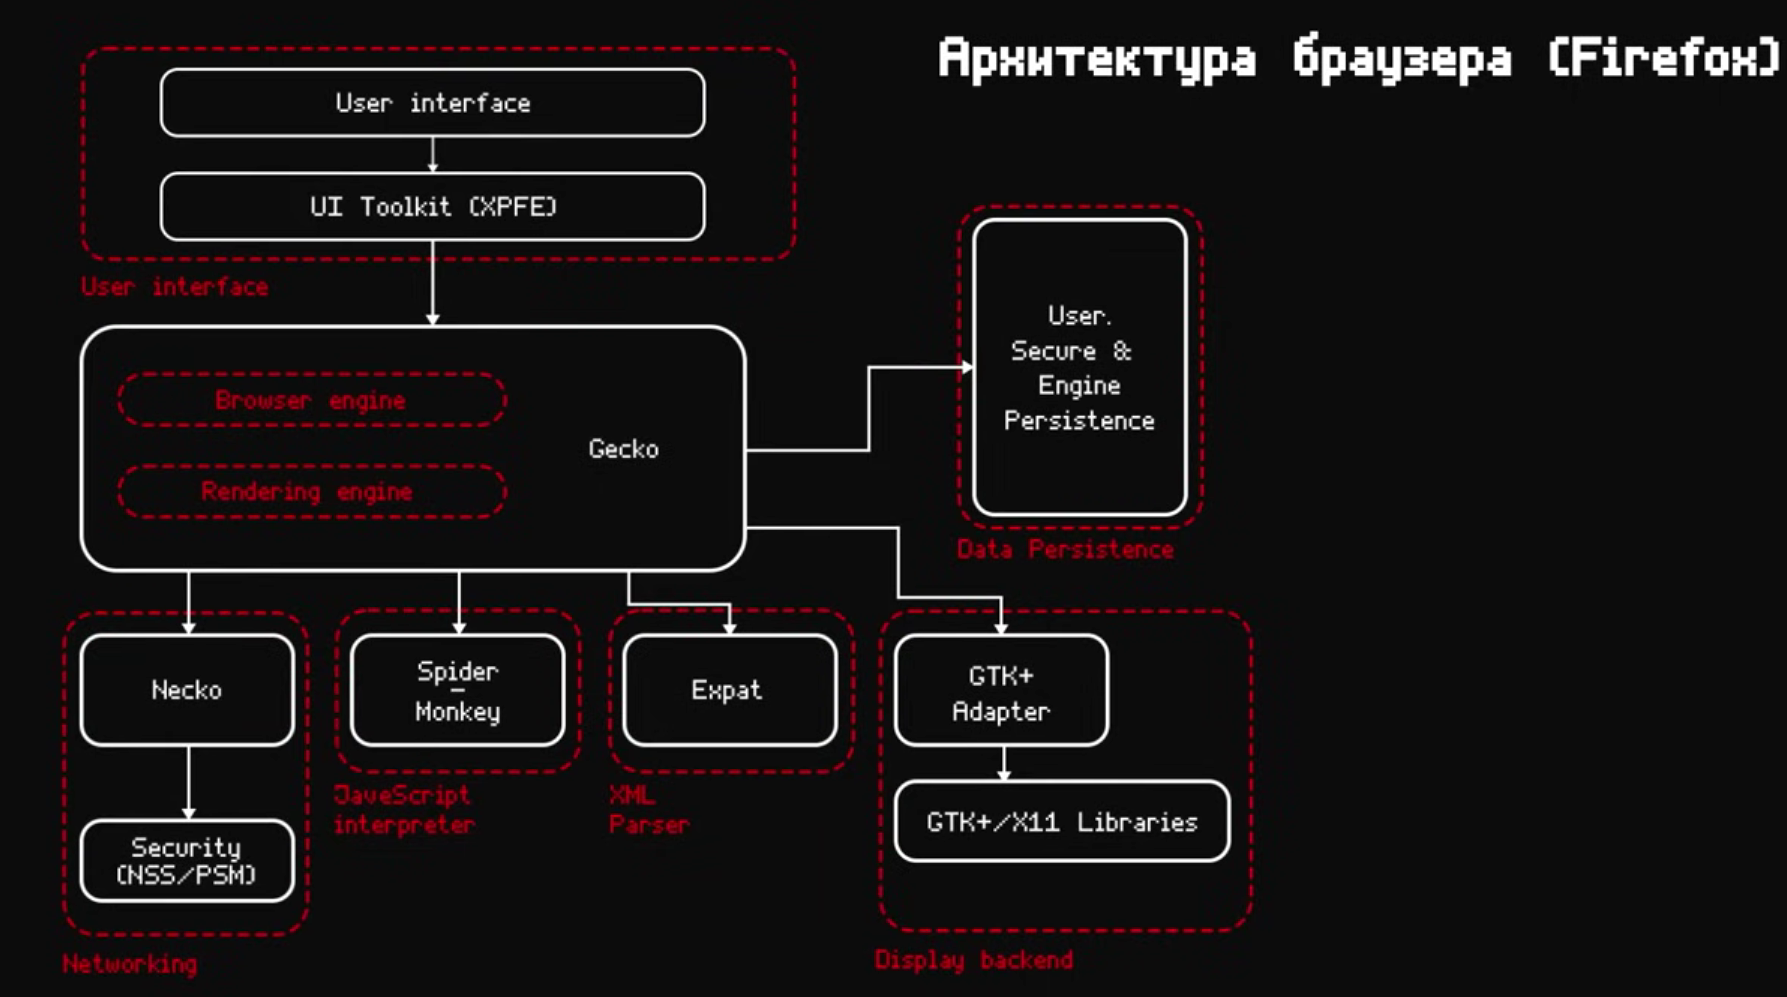 Архитектура браузера (Firefox)
User interface
UI Toolkit (XPFE)
User interface
Browser engine
Rendering engine
Gecko
User.
Secure &
Engine
Persistence
Data Persistence
Necko
Security
(NSS/PSM)
Networking
Spider
-
Monkey
JaveScript
interpreter
Expat
XML
Parser
GTK+
Adapter
GTK+/X11 Libraries
Display backend